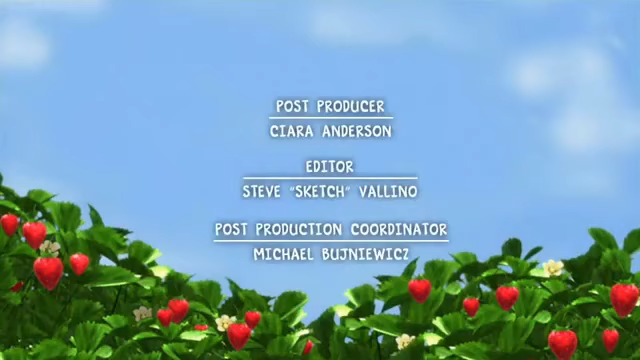 POST PRODUCER
CIARA ANDERSON
EDITOR
STEVE "SKETCH" VALLINO
POST PRODUCTION COORDINATOR
MICHAEL BUJNIEWICZ